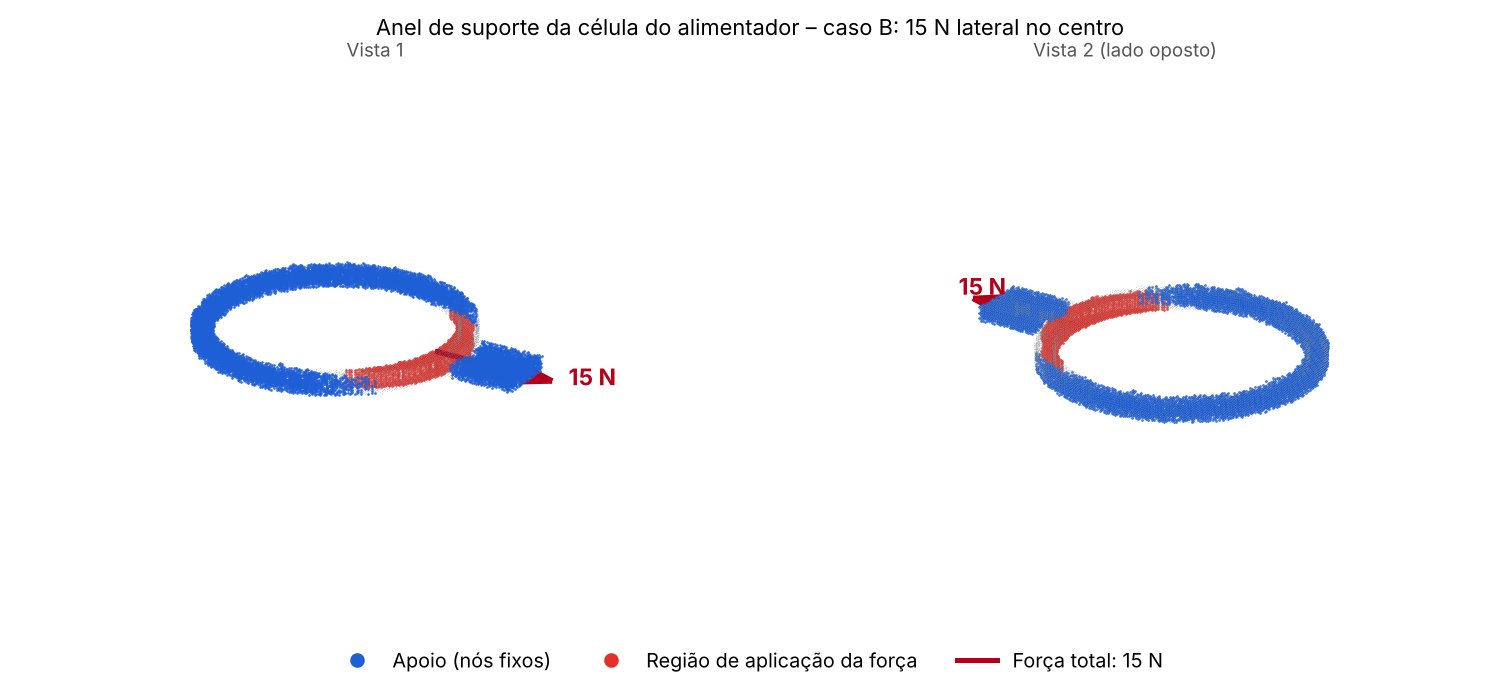 Anel de suporte da célula do alimentador – caso B: 15 N lateral no centro
Vista 1
Vista 2 (lado oposto)
15 N
15 N
Apoio (nós fixos)
Região de aplicação da força
Força total: 15 N